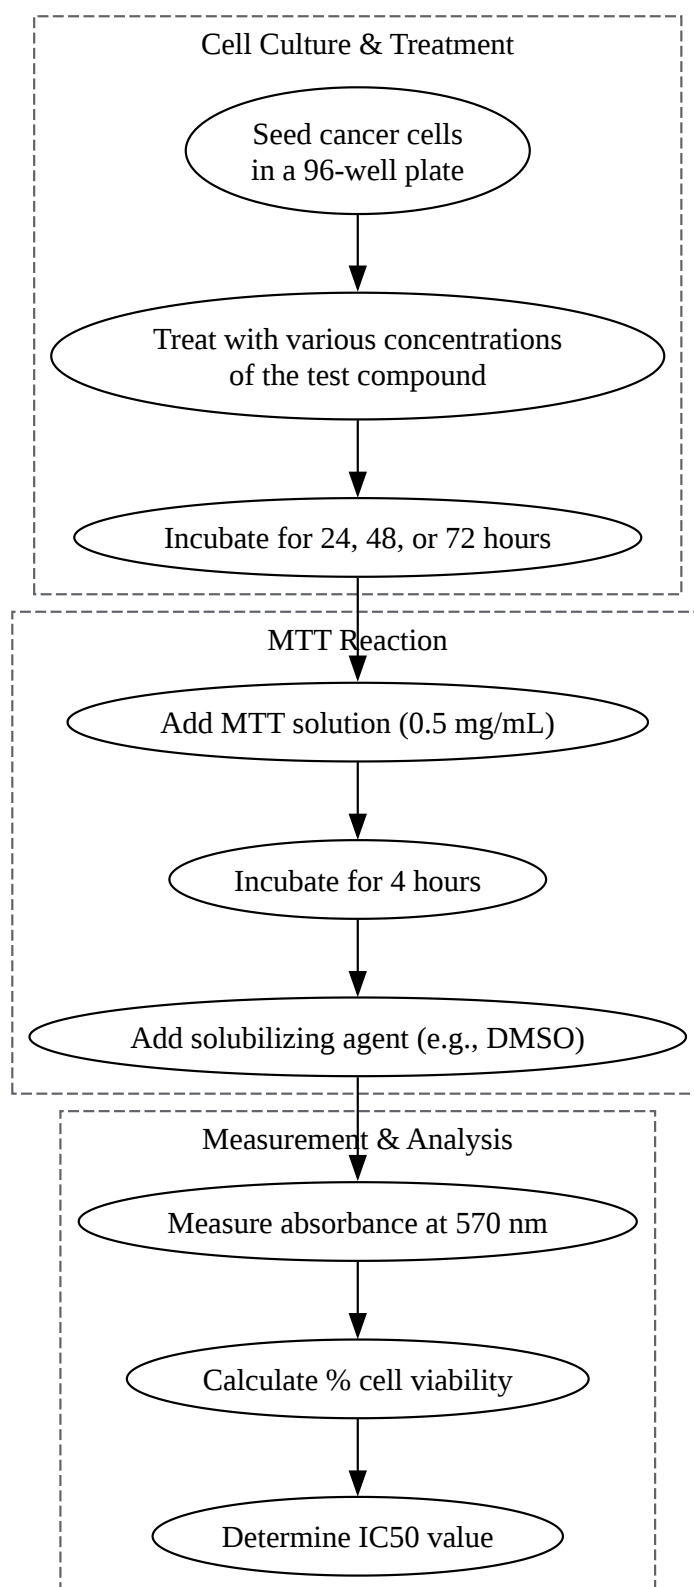 Cell Culture & Treatment
Seed cancer cells
in a 96-well plate
Treat with various concentrations
of the test compound
Incubate for 24, 48, or 72 hours
MTT Reaction
Add MTT solution (0.5 mg/mL)
Incubate for 4 hours
Add solubilizing agent (e.g., DMSO)
Measurement & Analysis
Measure absorbance at 570 nm
Calculate % cell viability
Determine IC50 value